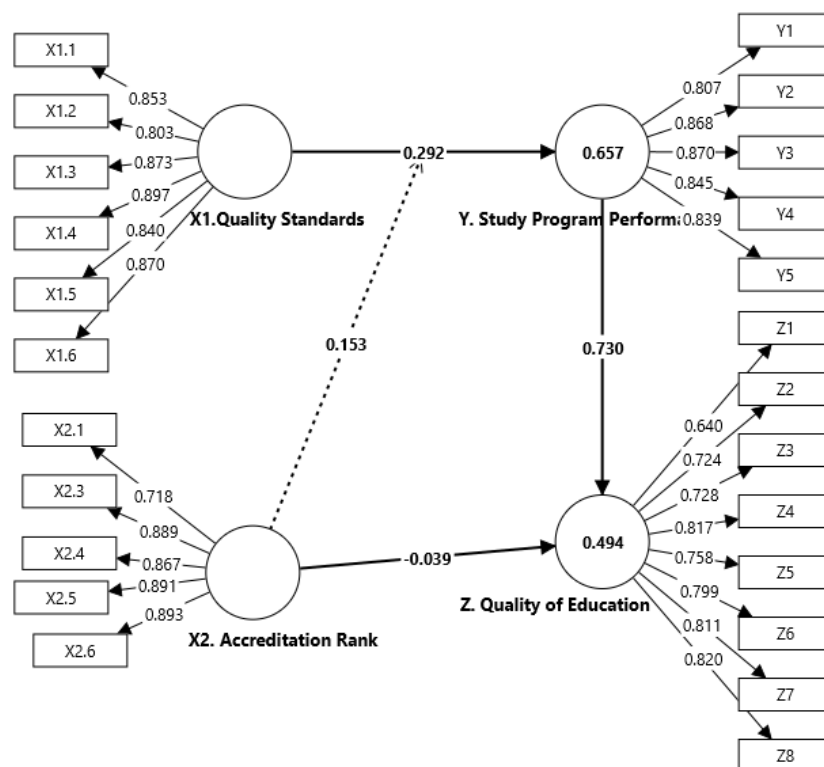 X1.1
X1.2
X1.3
X1.4
X1.5
X1.6
0.853
0.803
0.873
0.897
0.840
0.870
X1.Quality Standards
0.292
0.657
Y. Study Program Performa
0.807
0.868
0.870
0.845
0.839
Y1
Y2
Y3
Y4
Y5
0.153
0.730
X2.1
X2.3
X2.4
X2.5
X2.6
0.718
0.889
0.867
0.891
0.893
X2. Accreditation Rank
-0.039
0.494
Z. Quality of Education
0.640
0.724
0.728
0.817
0.758
0.799
0.811
0.820
Z1
Z2
Z3
Z4
Z5
Z6
Z7
Z8